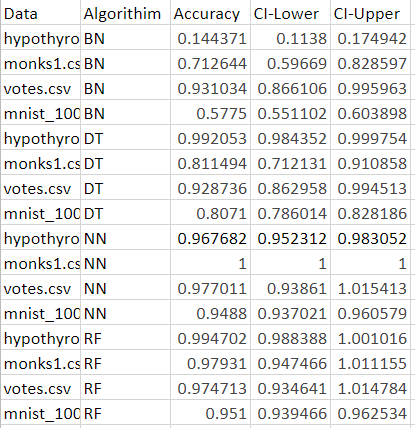 Data Algorithim Accuracy CI-Lower CI-Upper
hypothyro BN 0.144371 0.1138 0.174942
monks1.cs BN 0.712644 0.59669 0.828597
votes.csv BN 0.931034 0.866106 0.995963
mnist_100 BN 0.5775 0.551102 0.603898
hypothyro DT 0.992053 0.984352 0.999754
monks1.cs DT 0.811494 0.712131 0.910858
votes.csv DT 0.928736 0.862958 0.994513
mnist_100 DT 0.8071 0.786014 0.828186
hypothyro NN 0.967682 0.952312 0.983052
monks1.cs NN 1 1 1
votes.csv NN 0.977011 0.93861 1.015413
mnist_100 NN 0.9488 0.937021 0.960579
hypothyro RF 0.994702 0.988388 1.001016
monks1.cs RF 0.97931 0.947466 1.011155
votes.csv RF 0.974713 0.934641 1.014784
mnist_100 RF 0.951 0.939466 0.962534